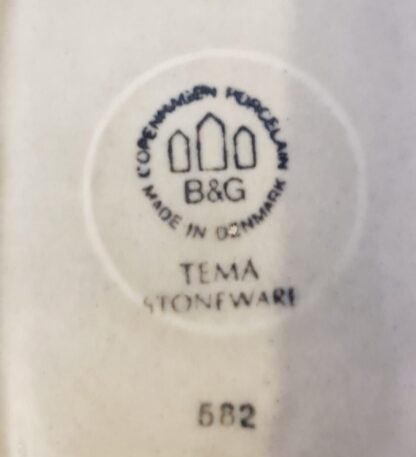 COPENHAGEN PORCELAIN
B&G
MADE IN DENMARK
TEMA
STONEWARE
582